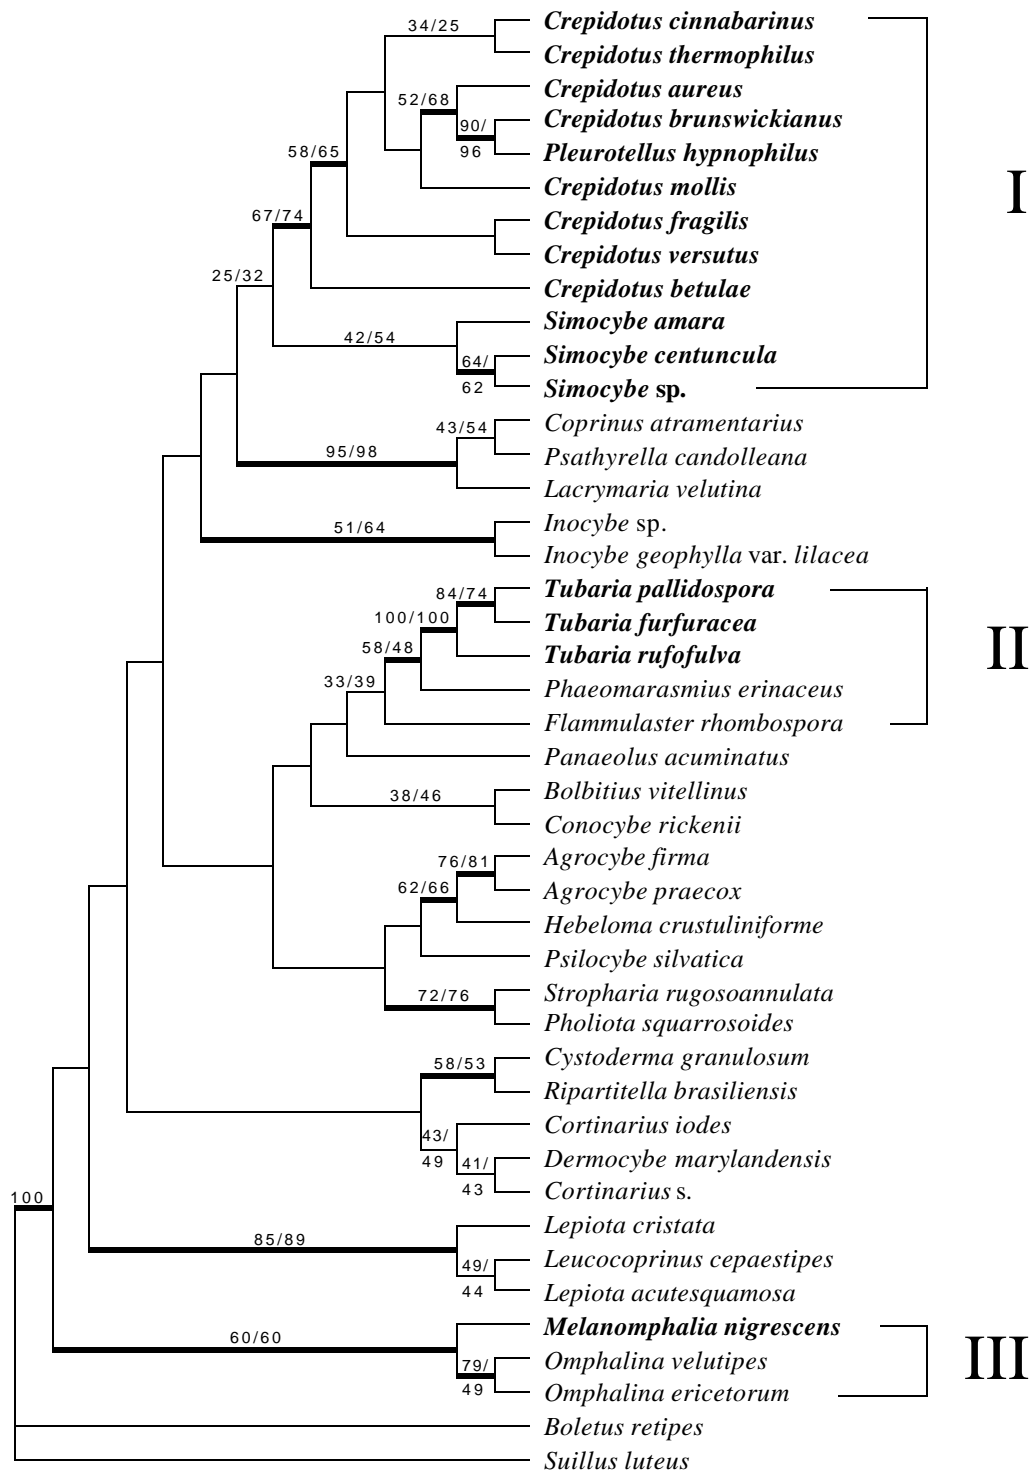 34/25
Crepidotus cinnabarinus
Crepidotus thermophilus
Crepidotus aureus
52/68
90/
96
Crepidotus brunswickianus
Pleurotellus hypnophilus
58/65
Crepidotus mollis
I
67/74
Crepidotus fragilis
Crepidotus versutus
25/32
Crepidotus betulae
Simocybe amara
42/54
64/
62
Simocybe centuncula
Simocybe sp.
43/54
Coprinus atramentarius
95/98
Psathyrella candolleana
Lacrymaria velutina
51/64
Inocybe sp.
Inocybe geophylla var. lilacea
84/74
Tubaria pallidospora
100/100
Tubaria furfuracea
58/48
Tubaria rufofulva
II
33/39
Phaeomarasmius erinaceus
Flammulaster rhombospora
Panaeolus acuminatus
38/46
Bolbitius vitellinus
Conocybe rickenii
76/81
Agrocybe firma
62/66
Agrocybe praecox
Hebeloma crustuliniforme
Psilocybe silvatica
72/76
Stropharia rugosoannulata
Pholiota squarrosoides
58/53
Cystoderma granulosum
Ripartitella brasiliensis
43/
49
Cortinarius iodes
41/
43
Dermocybe marylandensis
Cortinarius s.
100
85/89
Lepiota cristata
49/
44
Leucocoprinus cepaestipes
Lepiota acutesquamosa
60/60
Melanomphalia nigrescens
79/
49
Omphalina velutipes
III
Omphalina ericetorum
Boletus retipes
Suillus luteus